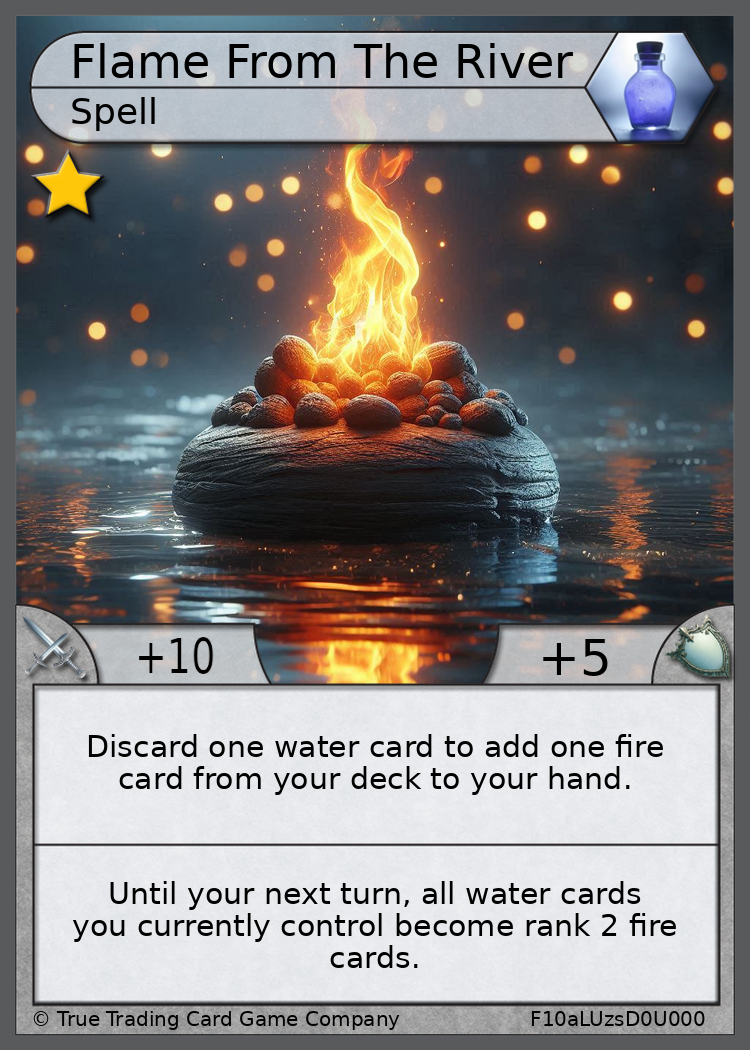 Flame From The River
Spell
+10
+5
Discard one water card to add one fire
card from your deck to your hand.
Until your next turn, all water cards
you currently control become rank 2 fire
cards.
© True Trading Card Game Company
F10aLUzsD0U000